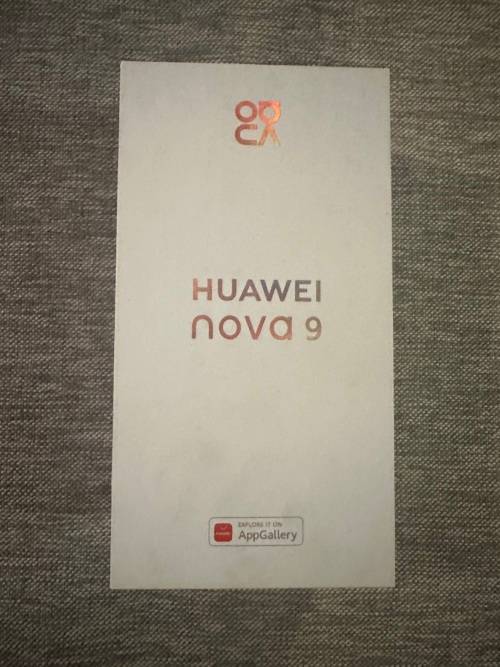 HUAWEI
nova 9
EXPLORE IT ON
AppGallery